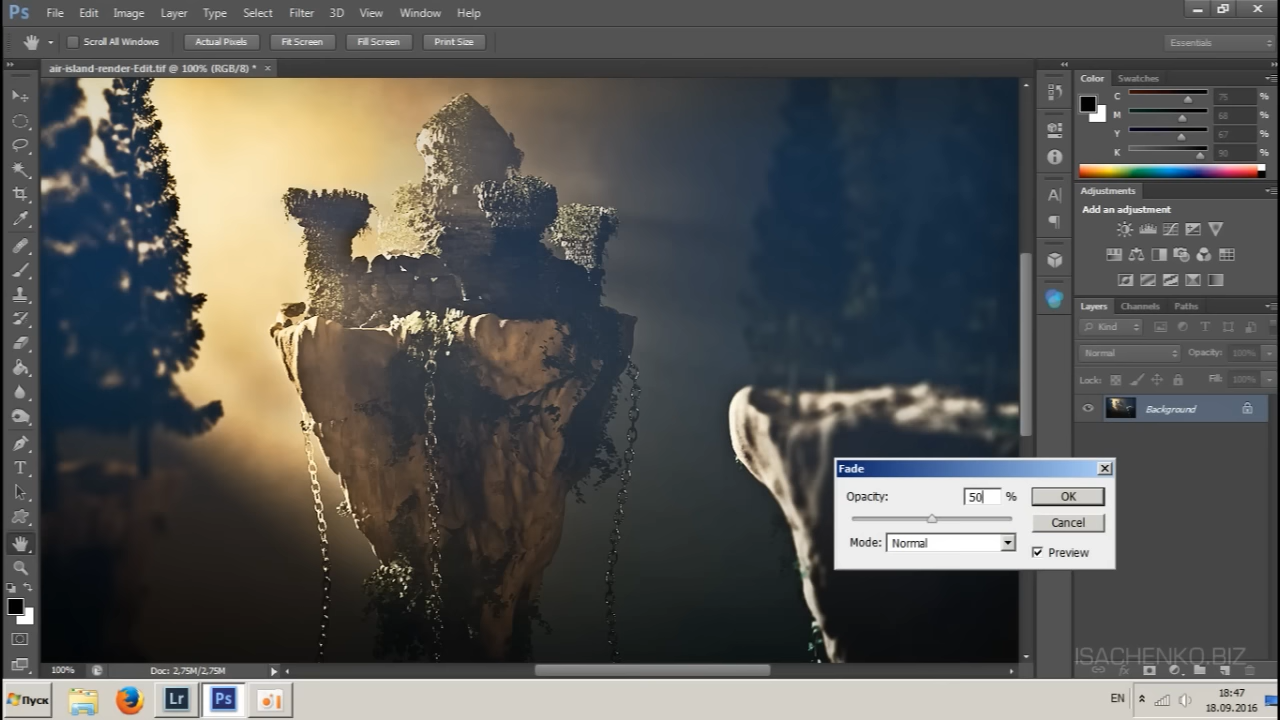 Ps File Edit Image Layer Type Select Filter 3D View Window Help
Scroll All Windows Actual Pixels Fit Screen Fill Screen Print Size Essentials
air-island-render-Edit.tif @ 100% (RGB/8) * ×
Color Swatches
C 75 %
M 68 %
Y 67 %
K 90 %
Adjustments
Add an adjustment
Layers Channels Paths
Kind
Normal Opacity: 100%
Lock: Fill: 100%
Background
Fade
Opacity: 50 % OK
Cancel
Mode: Normal
Preview
ISACHENKO.BIZ
100% Doc: 2,75M/2,75M
Пуск Lr Ps EN 18:47
18.09.2016